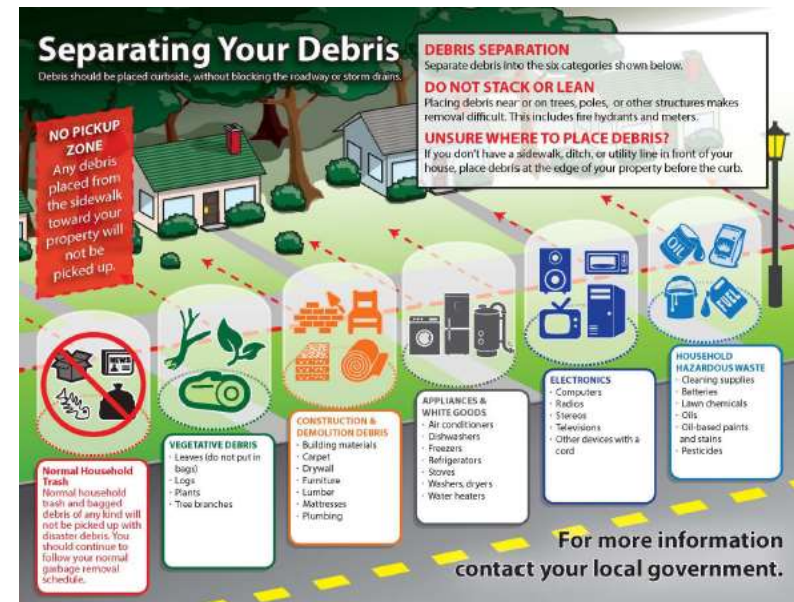 Separating Your Debris
Debris should be placed curbside, without blocking the roadway or storm drains.
DEBRIS SEPARATION
Separate debris into the six categories shown below.
DO NOT STACK OR LEAN
Placing debris near or on trees, poles, or other structures makes
removal difficult. This includes fire hydrants and meters.
UNSURE WHERE TO PLACE DEBRIS?
If you don't have a sidewalk, ditch, or utility line in front of your
house, place debris at the edge of your property before the curb.
NO PICKUP
ZONE
Any debris
placed from
the sidewalk
toward your
property will
not be
picked up.
NEWS
OIL
FUEL
Normal Household
Trash
Normal household
trash and bagged
debris of any kind will
not be picked up with
disaster debris. You
should continue to
follow your normal
garbage removal
schedule.
VEGETATIVE DEBRIS
· Leaves (do not put in
bags)
· Logs
· Plants
· Tree branches
CONSTRUCTION &
DEMOLITION DEBRIS
· Building materials
· Carpet
· Drywall
· Furniture
· Lumber
· Mattresses
· Plumbing
APPLIANCES &
WHITE GOODS
· Air conditioners
· Dishwashers
· Freezers
· Refrigerators
· Stoves
· Washers, dryers
· Water heaters
ELECTRONICS
· Computers
· Radios
· Stereos
· Televisions
· Other devices with a
cord
HOUSEHOLD
HAZARDOUS WASTE
· Cleaning supplies
· Batteries
· Lawn chemicals
· Oils
· Oil-based paints
and stains
· Pesticides
For more information
contact your local government.